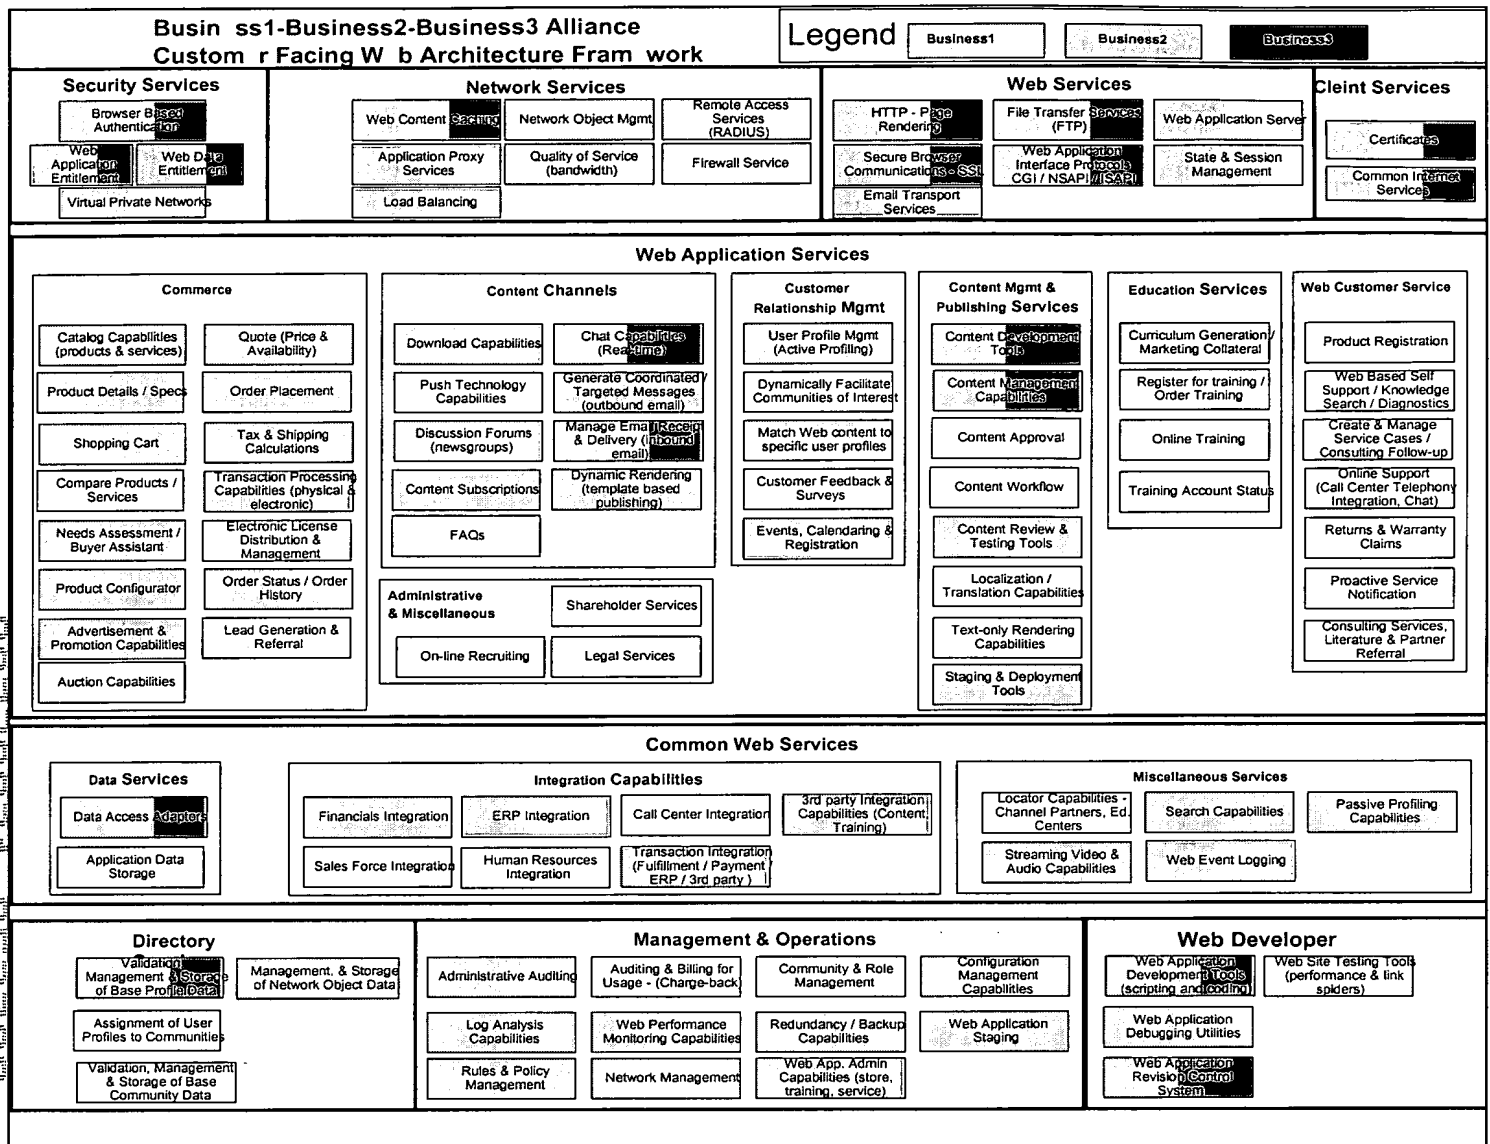 Busin ss1-Business2-Business3 Alliance
Custom r Facing W b Architecture Fram work
Legend
Business1
Business2
Business3
Security Services
Browser Based
Authentication
Web
Application
Entitlement
Web Data
Entitlement
Virtual Private Networks
Network Services
Web Content Caching
Network Object Mgmt
Remote Access
Services
(RADIUS)
Application Proxy
Services
Quality of Service
(bandwidth)
Firewall Service
Load Balancing
Web Services
HTTP - Page
Rendering
File Transfer Services
(FTP)
Web Application Server
Secure Browser
Communications - SSL
Web Application
Interface Protocols
CGI / NSAPI / ISAPI
State & Session
Management
Email Transport
Services
Cleint Services
Certificates
Common Internet
Services
Web Application Services
Commerce
Catalog Capabilities
(products & services)
Quote (Price &
Availability)
Product Details / Specs
Order Placement
Shopping Cart
Tax & Shipping
Calculations
Compare Products /
Services
Transaction Processing
Capabilities (physical &
electronic)
Needs Assessment /
Buyer Assistant
Electronic License
Distribution &
Management
Product Configurator
Order Status / Order
History
Advertisement &
Promotion Capabilities
Lead Generation &
Referral
Auction Capabilities
Content Channels
Download Capabilities
Chat Capabilities
(Real-time)
Push Technology
Capabilities
Generate Coordinated /
Targeted Messages
(outbound email)
Discussion Forums
(newsgroups)
Manage Email Receipt
& Delivery (inbound
email)
Content Subscriptions
Dynamic Rendering
(template based
publishing)
FAQs
Administrative
& Miscellaneous
Shareholder Services
On-line Recruiting
Legal Services
Customer
Relationship Mgmt
User Profile Mgmt
(Active Profiling)
Dynamically Facilitate
Communities of Interest
Match Web content to
specific user profiles
Customer Feedback &
Surveys
Events, Calendaring &
Registration
Content Mgmt &
Publishing Services
Content Development
Tools
Content Management
Capabilities
Content Approval
Content Workflow
Content Review &
Testing Tools
Localization /
Translation Capabilities
Text-only Rendering
Capabilities
Staging & Deployment
Tools
Education Services
Curriculum Generation /
Marketing Collateral
Register for training /
Order Training
Online Training
Training Account Status
Web Customer Service
Product Registration
Web Based Self
Support / Knowledge
Search / Diagnostics
Create & Manage
Service Cases /
Consulting Follow-up
Online Support
(Call Center Telephony
Integration, Chat)
Returns & Warranty
Claims
Proactive Service
Notification
Consulting Services,
Literature & Partner
Referral
Common Web Services
Data Services
Data Access Adapters
Application Data
Storage
Integration Capabilities
Financials Integration
ERP Integration
Call Center Integration
3rd party Integration
Capabilities (Content,
Training)
Sales Force Integration
Human Resources
Integration
Transaction Integration
(Fulfillment / Payment /
ERP / 3rd party )
Miscellaneous Services
Locator Capabilities -
Channel Partners, Ed.
Centers
Search Capabilities
Passive Profiling
Capabilities
Streaming Video &
Audio Capabilities
Web Event Logging
Directory
Validation,
Management & Storage
of Base Profile Data
Management, & Storage
of Network Object Data
Assignment of User
Profiles to Communities
Validation, Management
& Storage of Base
Community Data
Management & Operations
Administrative Auditing
Auditing & Billing for
Usage - (Charge-back)
Community & Role
Management
Configuration
Management
Capabilities
Log Analysis
Capabilities
Web Performance
Monitoring Capabilities
Redundancy / Backup
Capabilities
Web Application
Staging
Rules & Policy
Management
Network Management
Web App. Admin
Capabilities (store,
training, service)
Web Developer
Web Application
Development Tools
(scripting and coding)
Web Site Testing Tools
(performance & link
spiders)
Web Application
Debugging Utilities
Web Application
Revision Control
System